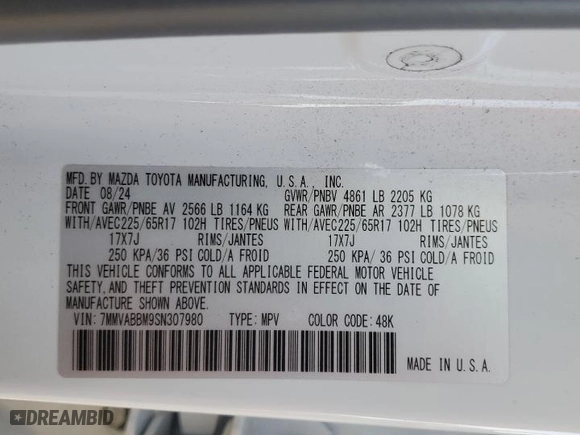 MFD. BY MAZDA TOYOTA MANUFACTURING, U.S.A., INC.
DATE 08/24 GVWR/PNBV 4861 LB 2205 KG
FRONT GAWR/PNBE AV 2566 LB 1164 KG REAR GAWR/PNBE AR 2377 LB 1078 KG
WITH/AVEC225/65R17 102H TIRES/PNEUS WITH/AVEC225/65R17 102H TIRES/PNEUS
17X7J RIMS/JANTES 17X7J RIMS/JANTES
250 KPA/36 PSI COLD/A FROID 250 KPA/ 36 PSI COLD/A FROID
THIS VEHICLE CONFORMS TO ALL APPLICABLE FEDERAL MOTOR VEHICLE
SAFETY, AND THEFT PREVENTION STANDARDS IN EFFECT ON THE DATE OF
MANUFACTURE SHOWN ABOVE.
VIN: 7MMVABBM9SN307980 TYPE: MPV COLOR CODE: 48K
MADE IN U.S.A.
DREAMBID